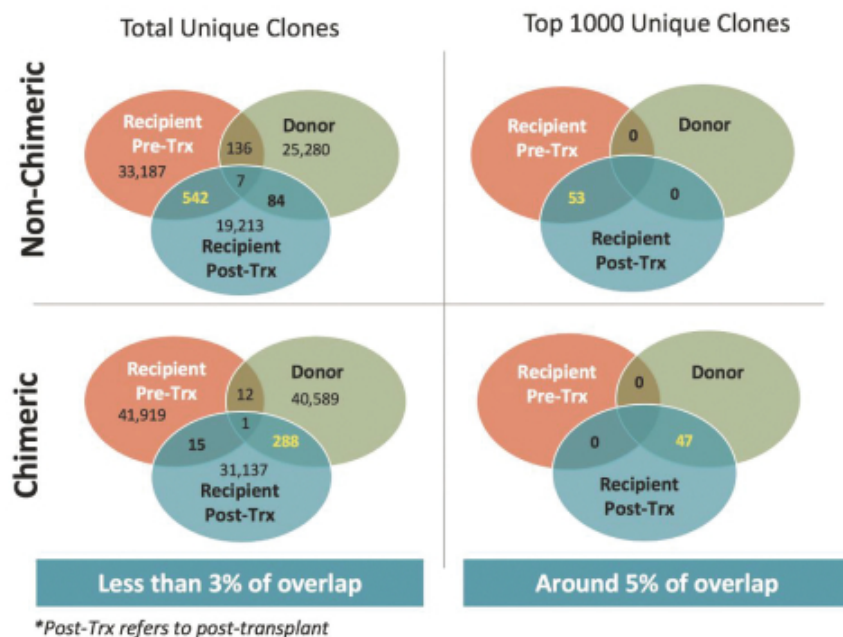 Total Unique Clones
Top 1000 Unique Clones
Non-Chimeric
Recipient
Pre-Trx
33,187
136
Donor
25,280
7
542
84
19,213
Recipient
Post-Trx
Recipient
Pre-Trx
0
Donor
53
0
Recipient
Post-Trx
Chimeric
Recipient
Pre-Trx
41,919
12
Donor
40,589
1
15
288
31,137
Recipient
Post-Trx
Recipient
Pre-Trx
0
Donor
0
47
Recipient
Post-Trx
Less than 3% of overlap
Around 5% of overlap
*Post-Trx refers to post-transplant